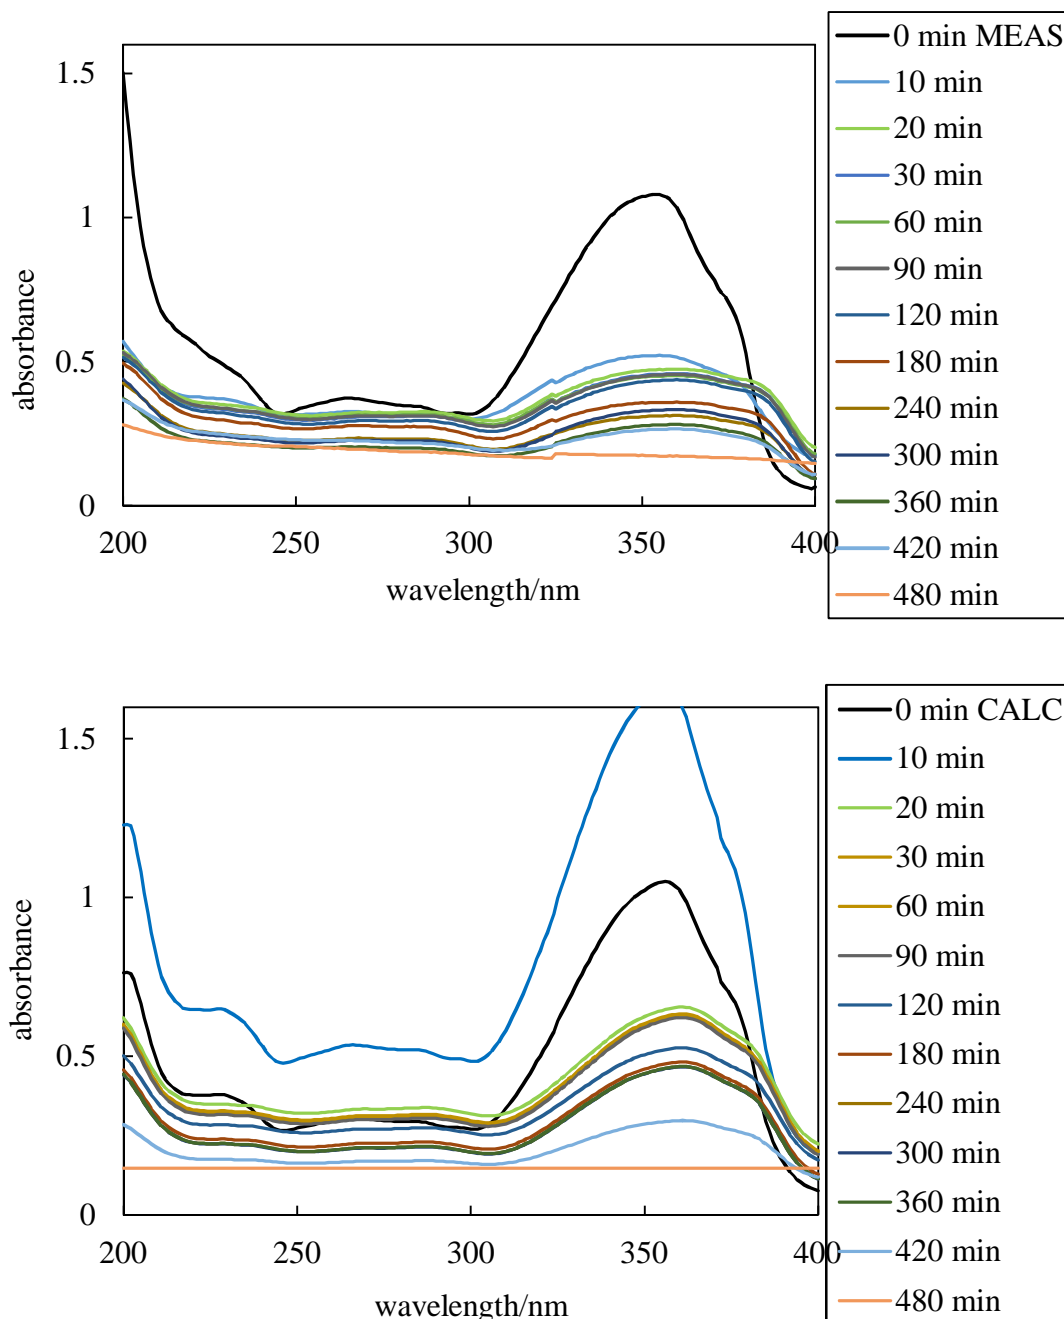 0 min MEAS
10 min
20 min
30 min
60 min
90 min
120 min
180 min
240 min
300 min
360 min
420 min
480 min
1.5
1
0.5
0
absorbance
200
250
300
350
400
wavelength/nm
0 min CALC
10 min
20 min
30 min
60 min
90 min
120 min
180 min
240 min
300 min
360 min
420 min
480 min
1.5
1
0.5
0
absorbance
200
250
300
350
400
wavelength/nm